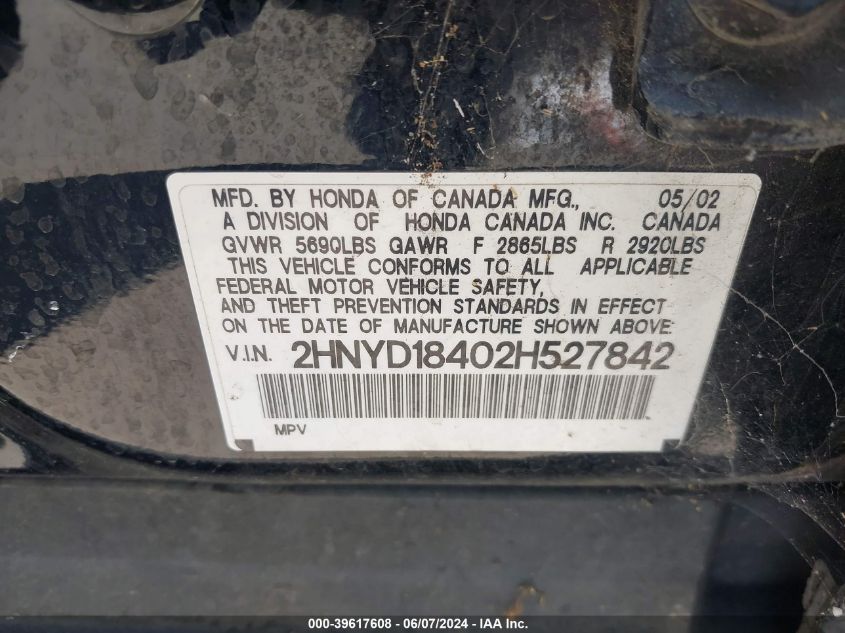 MFD. BY HONDA OF CANADA MFG., 05/02
A DIVISION OF HONDA CANADA INC. CANADA
GVWR 5690LBS GAWR F 2865LBS R 2920LBS
THIS VEHICLE CONFORMS TO ALL APPLICABLE
FEDERAL MOTOR VEHICLE SAFETY,
AND THEFT PREVENTION STANDARDS IN EFFECT
ON THE DATE OF MANUFACTURE SHOWN ABOVE.
V.I.N. 2HNYD18402H527842
MPV
000-39617608 - 06/07/2024 - IAA Inc.